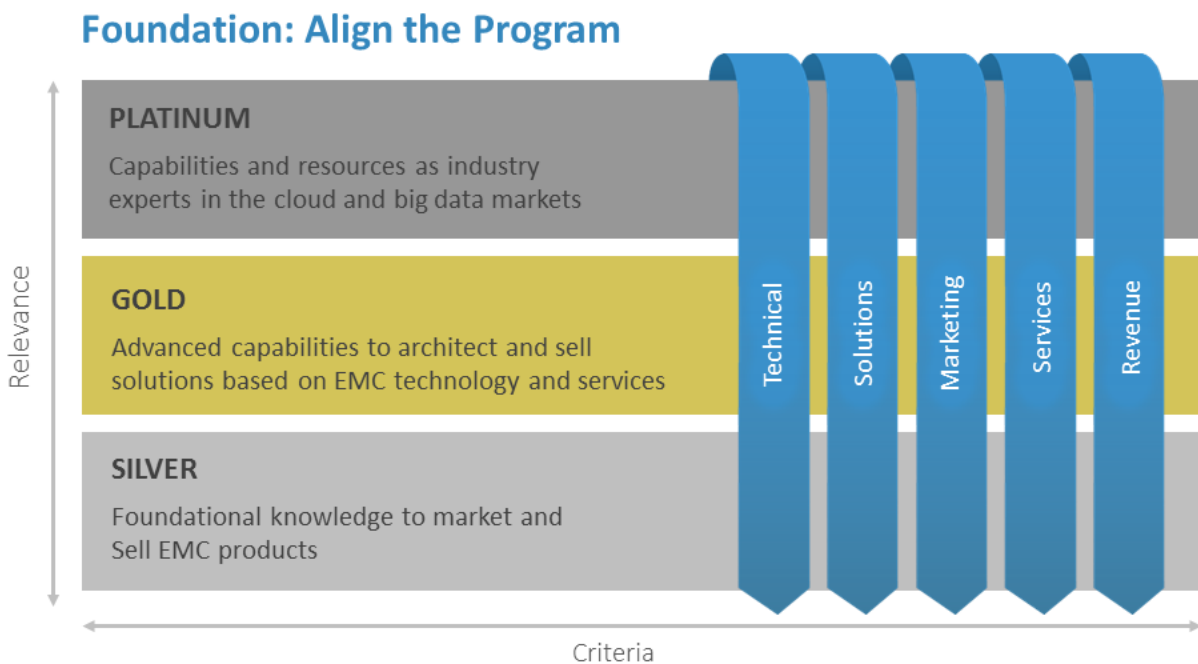 Foundation: Align the Program
PLATINUM
Capabilities and resources as industry
experts in the cloud and big data markets
GOLD
Advanced capabilities to architect and sell
solutions based on EMC technology and services
SILVER
Foundational knowledge to market and
Sell EMC products
Technical
Solutions
Marketing
Services
Revenue
Relevance
Criteria